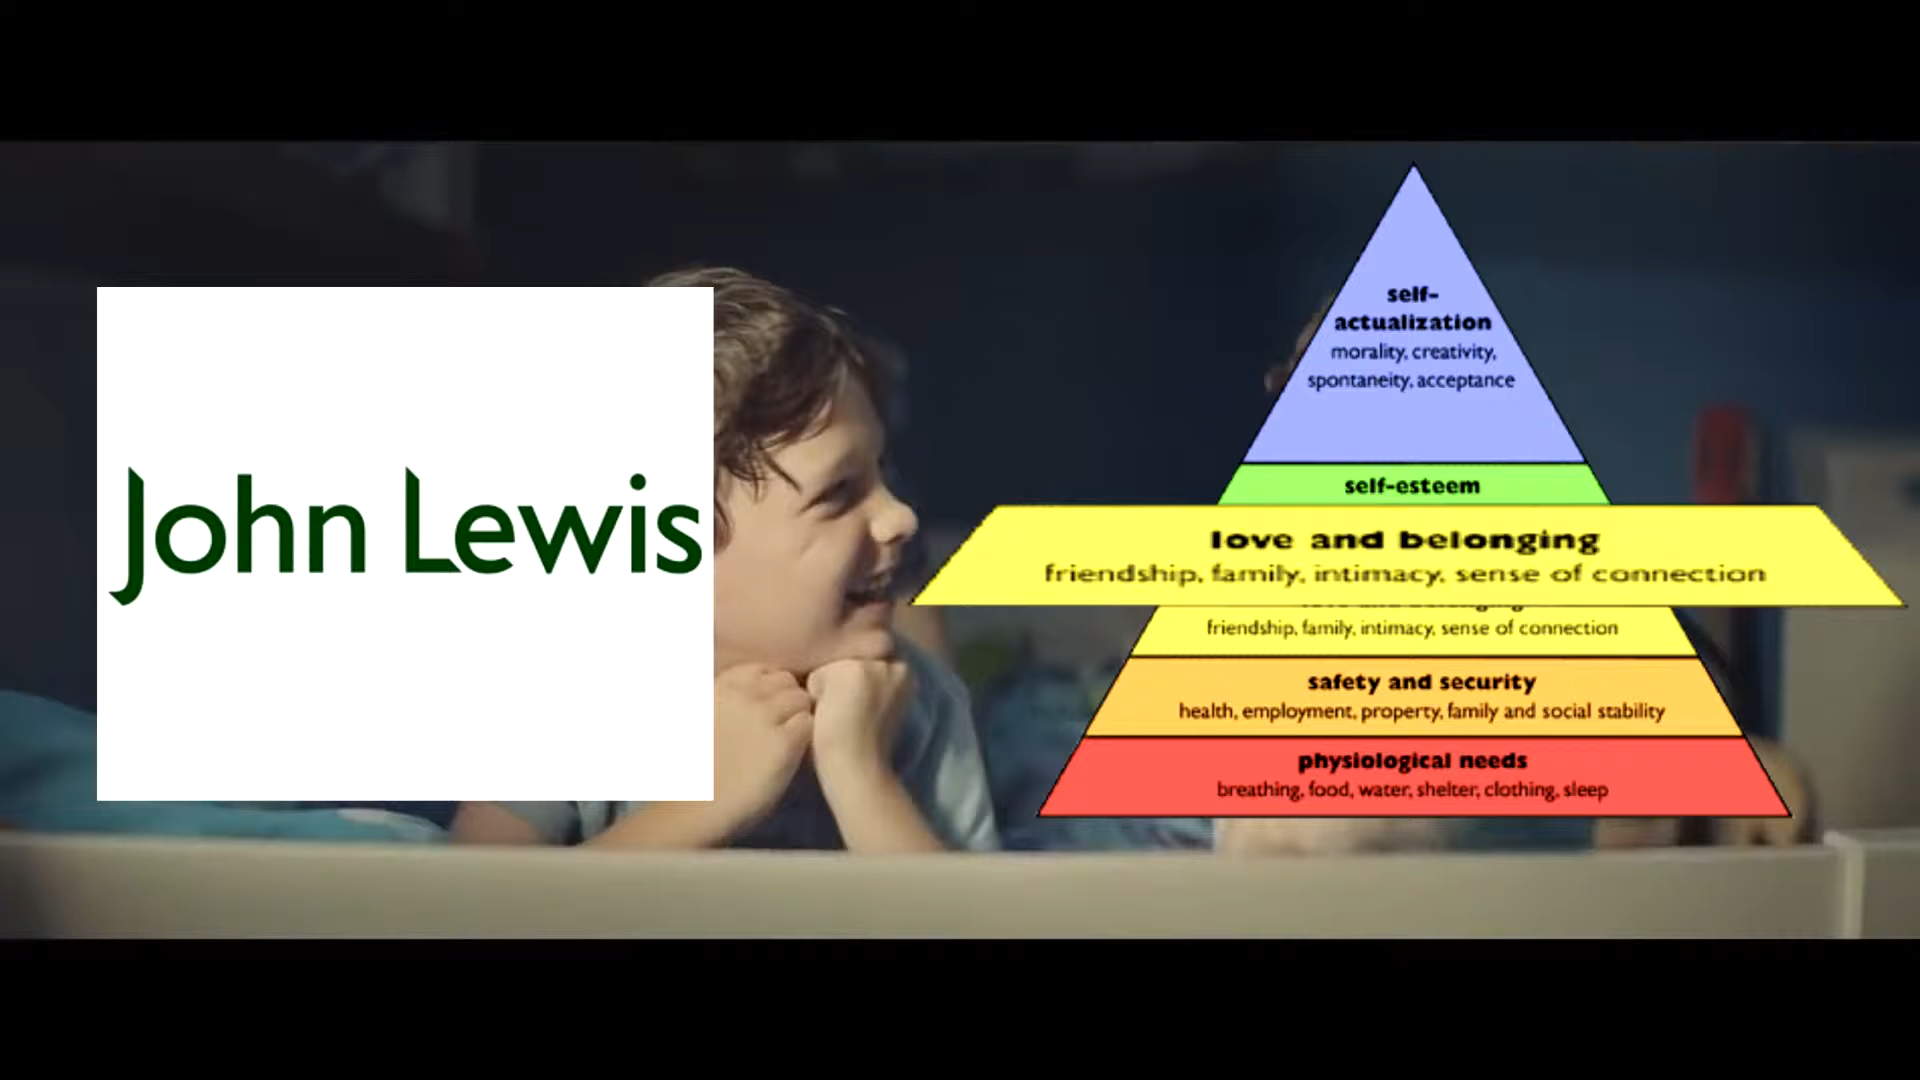 John Lewis
self-
actualization
morality, creativity,
spontaneity, acceptance
self-esteem
love and belonging
friendship, family, intimacy, sense of connection
friendship, family, intimacy, sense of connection
safety and security
health, employment, property, family and social stability
physiological needs
breathing, food, water, shelter, clothing, sleep